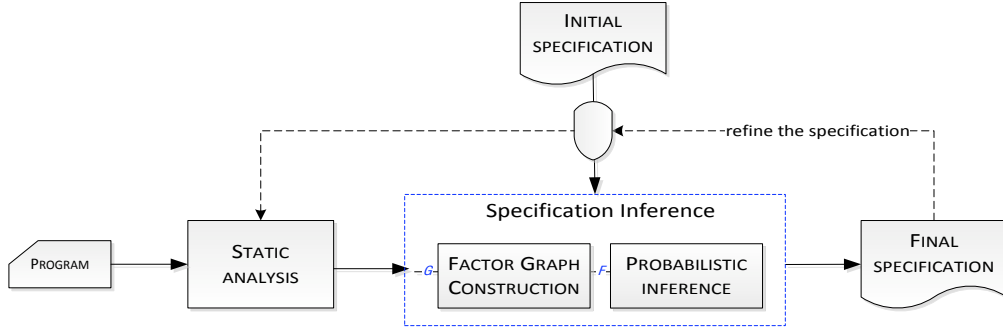 INITIAL
SPECIFICATION
refine the specification
Specification Inference
PROGRAM
STATIC
ANALYSIS
G
FACTOR GRAPH
CONSTRUCTION
F
PROBABILISTIC
INFERENCE
FINAL
SPECIFICATION